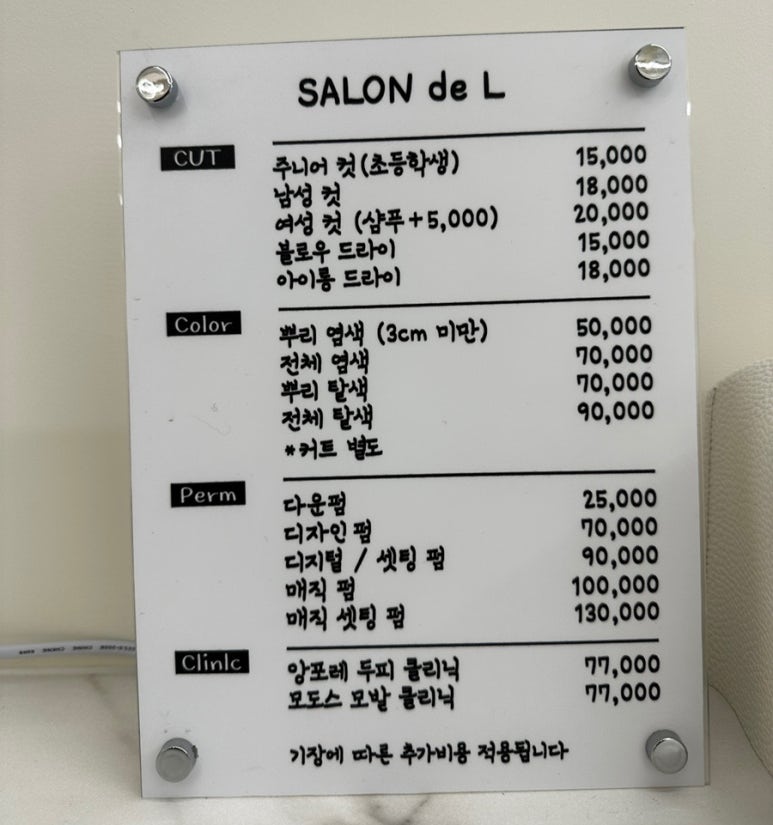 SALON de L
CUT
주니어 컷 (초등학생) 15,000
남성 컷 18,000
여성 컷 (샴푸+5,000) 20,000
블로우 드라이 15,000
아이롱 드라이 18,000
Color
뿌리 염색 (3cm 미만) 50,000
전체 염색 70,000
뿌리 탈색 70,000
전체 탈색 90,000
*커트 별도
Perm
다운펌 25,000
디자인 펌 70,000
디지털 / 셋팅 펌 90,000
매직 펌 100,000
매직 셋팅 펌 130,000
Clinic
앙포레 두피 클리닉 77,000
모도스 모발 클리닉 77,000
기장에 따른 추가비용 적용됩니다